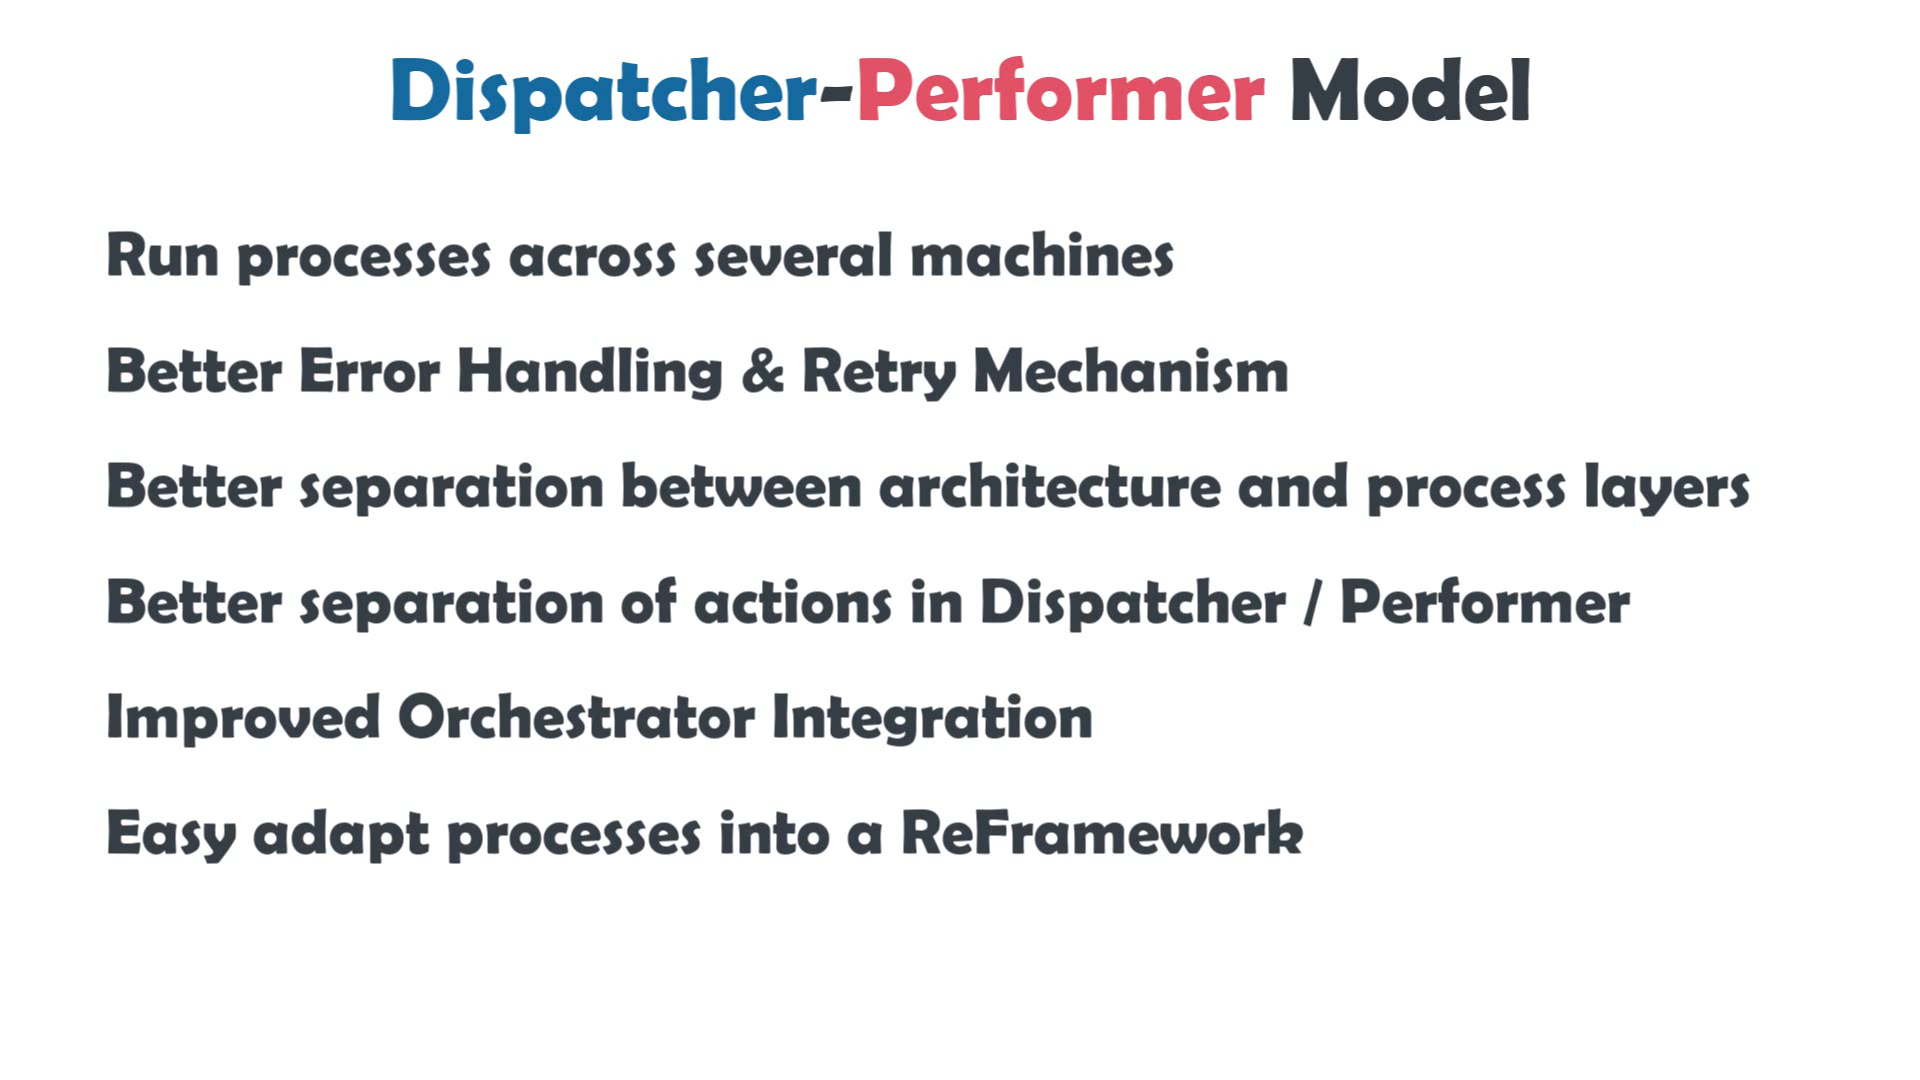 Dispatcher-Performer Model
Run processes across several machines
Better Error Handling & Retry Mechanism
Better separation between architecture and process layers
Better separation of actions in Dispatcher / Performer
Improved Orchestrator Integration
Easy adapt processes into a ReFramework